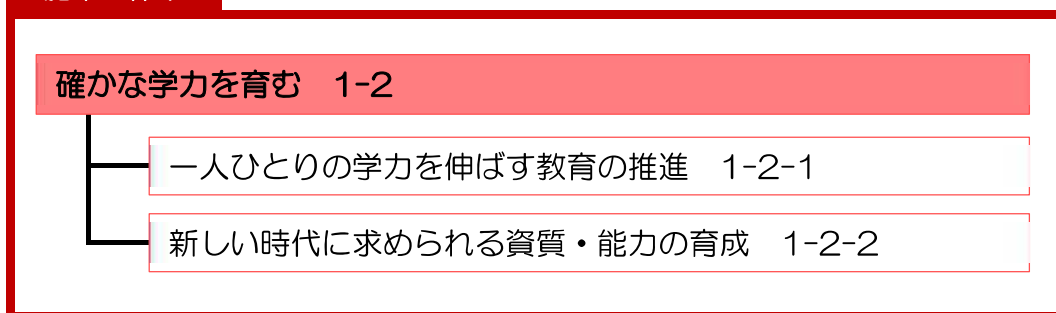 確かな学力を育む　1-2
一人ひとりの学力を伸ばす教育の推進　1-2-1
新しい時代に求められる資質・能力の育成　1-2-2